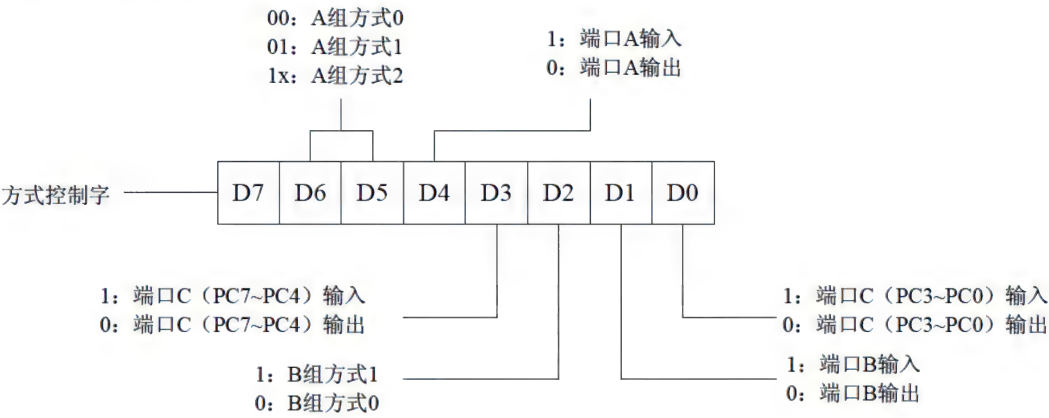 00：A组方式0
01：A组方式1
1x：A组方式2
1：端口A输入
0：端口A输出
方式控制字
D7 D6 D5 D4 D3 D2 D1 D0
1：端口C（PC7~PC4）输入
0：端口C（PC7~PC4）输出
1：端口C（PC3~PC0）输入
0：端口C（PC3~PC0）输出
1：B组方式1
0：B组方式0
1：端口B输入
0：端口B输出